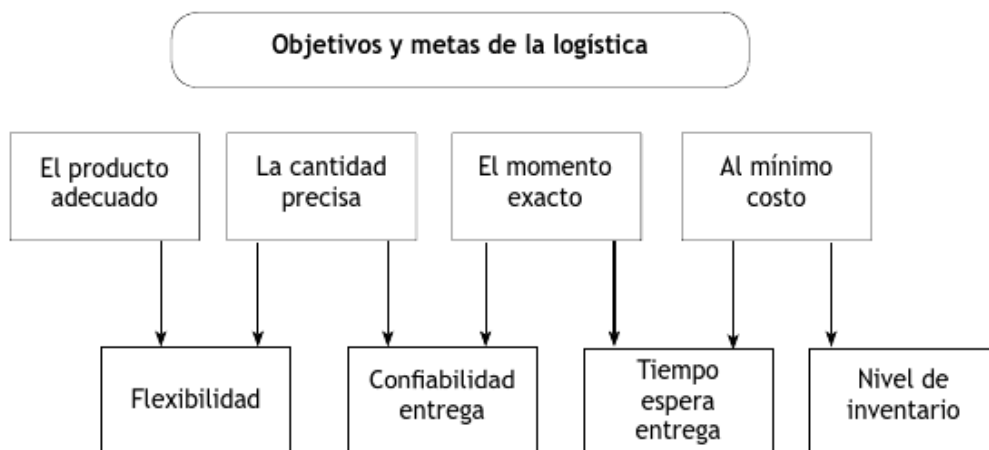 Objetivos y metas de la logística
El producto
adecuado
La cantidad
precisa
El momento
exacto
Al mínimo
costo
Flexibilidad
Confiabilidad
entrega
Tiempo
espera
entrega
Nivel de
inventario